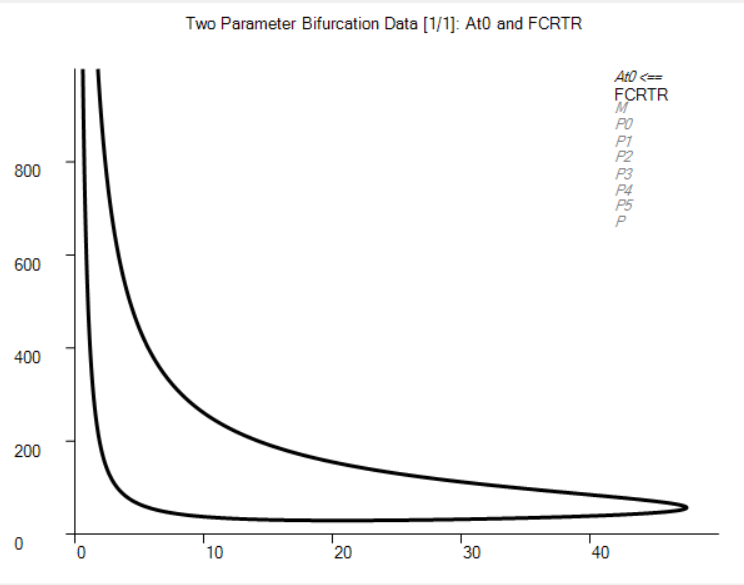 Two Parameter Bifurcation Data [1/1]: At0 and FCRTR
At0 <==
FCRTR
M
P0
P1
P2
P3
P4
P5
P
800
600
400
200
0
0 10 20 30 40